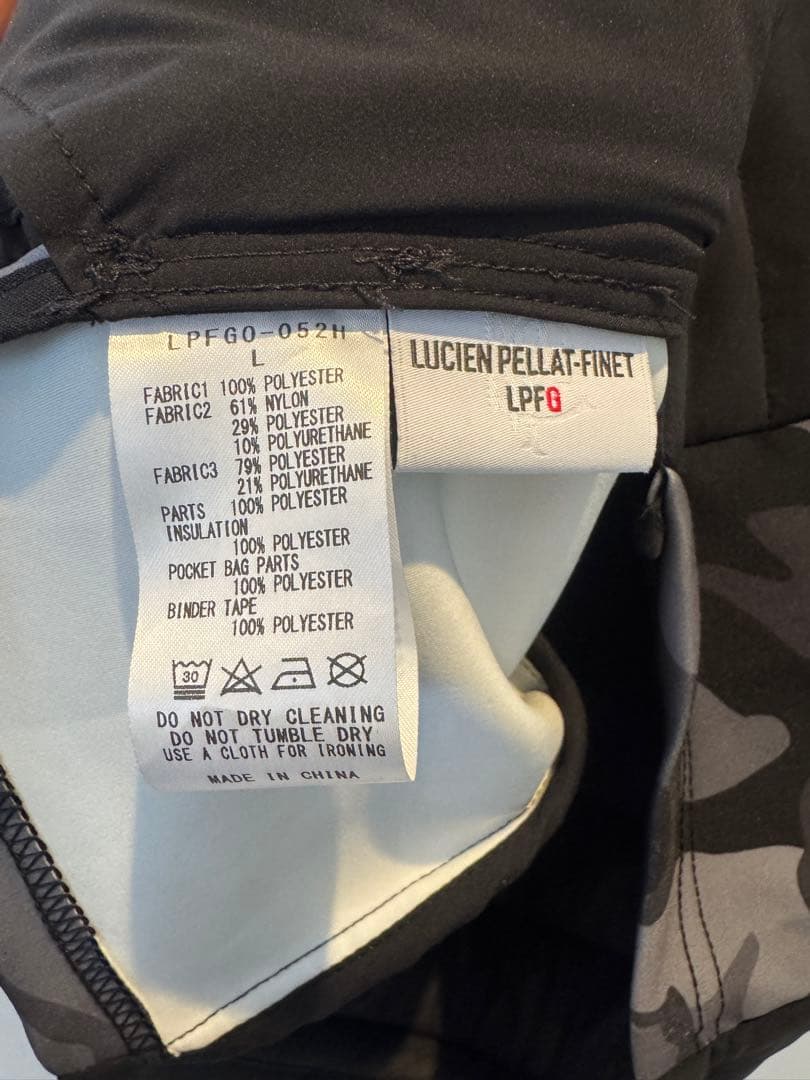 LPFGO-052H
L
FABRIC1 100% POLYESTER
FABRIC2 61% NYLON
29% POLYESTER
10% POLYURETHANE
FABRIC3 79% POLYESTER
21% POLYURETHANE
PARTS 100% POLYESTER
INSULATION
100% POLYESTER
POCKET BAG PARTS
100% POLYESTER
BINDER TAPE
100% POLYESTER
30
DO NOT DRY CLEANING
DO NOT TUMBLE DRY
USE A CLOTH FOR IRONING
MADE IN CHINA
LUCIEN PELLAT-FINET
LPFG